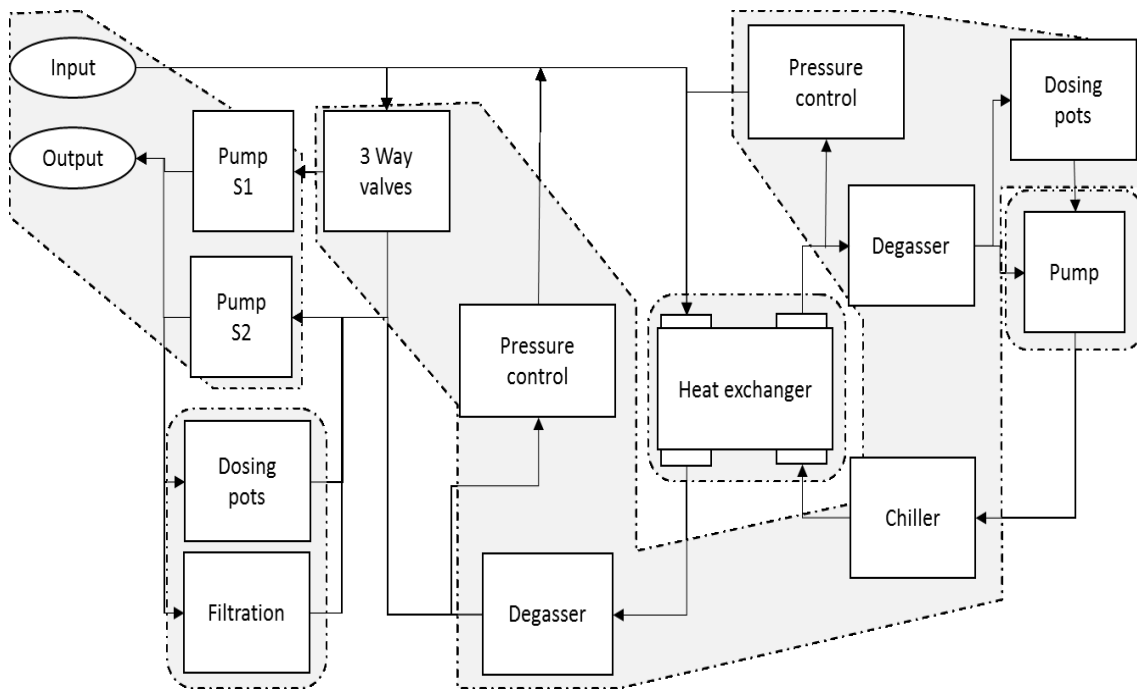 Input
Output
Pump
S1
3 Way
valves
Pressure
control
Dosing
pots
Pump
S2
Pressure
control
Degasser
Pump
Heat exchanger
Dosing
pots
Chiller
Filtration
Degasser